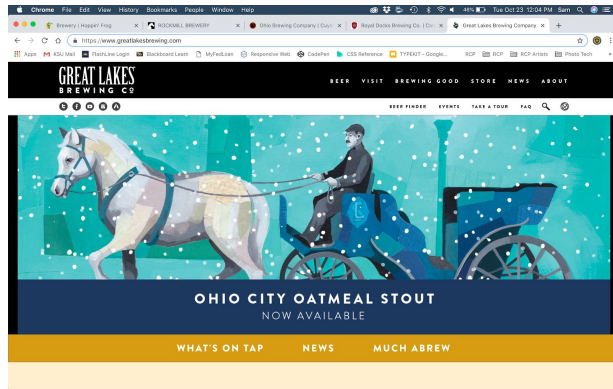 Chrome File Edit View History Bookmarks People Window Help 46% Tue Oct 23 12:04 PM Sam
Brewery | Hoppin' Frog ROCKMILL BREWERY Ohio Brewing Company | Cuya Royal Docks Brewing Co. | Can Great Lakes Brewing Company
https://www.greatlakesbrewing.com
Apps KSU Mail FlashLine Login Blackboard Learn MyFedLoan Responsive Web CodePen CSS Reference TYPEKIT - Google... RCP RCP RCP Artists Photo Tech
GREAT LAKES
BREWING CO
BEER VISIT BREWING GOOD STORE NEWS ABOUT
BEER FINDER EVENTS TAKE A TOUR FAQ
OHIO CITY OATMEAL STOUT
NOW AVAILABLE
WHAT'S ON TAP NEWS MUCH ABREW